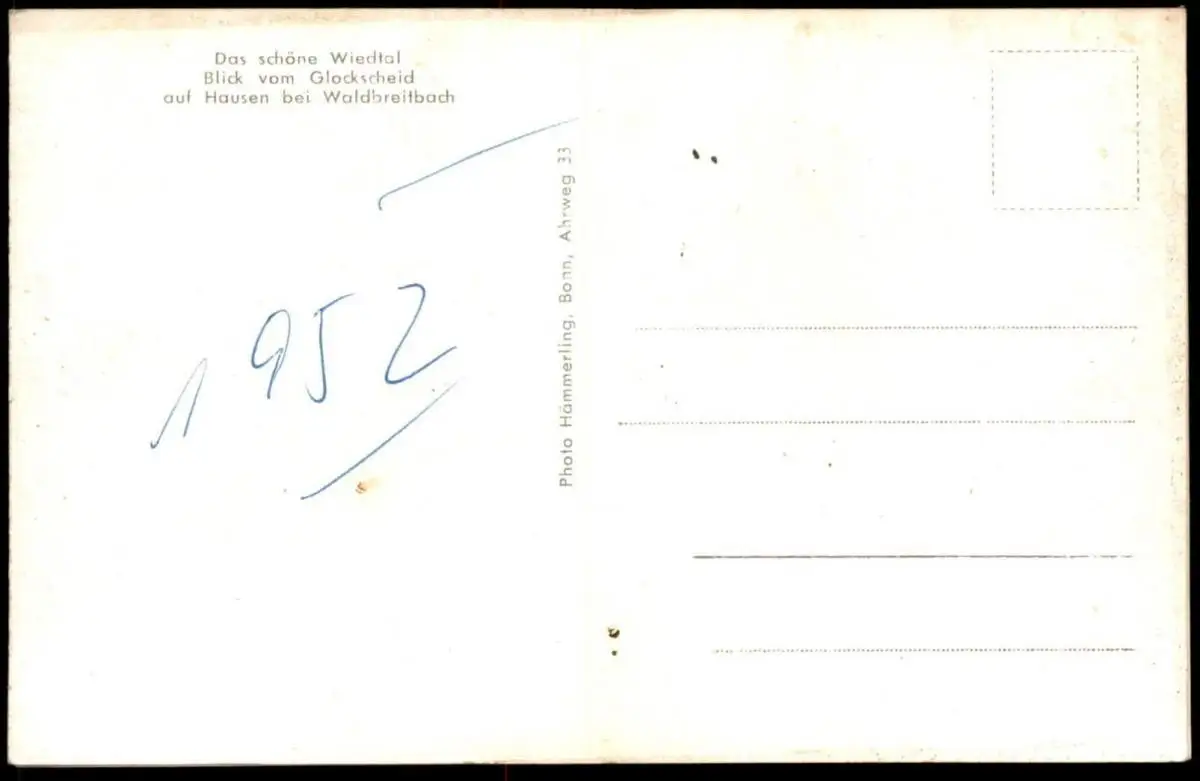 Das schöne Wiedtal
Blick vom Glockscheid
auf Hausen bei Waldbreitbach
1952
Photo Hämmerling, Bonn, Ahrweg 33